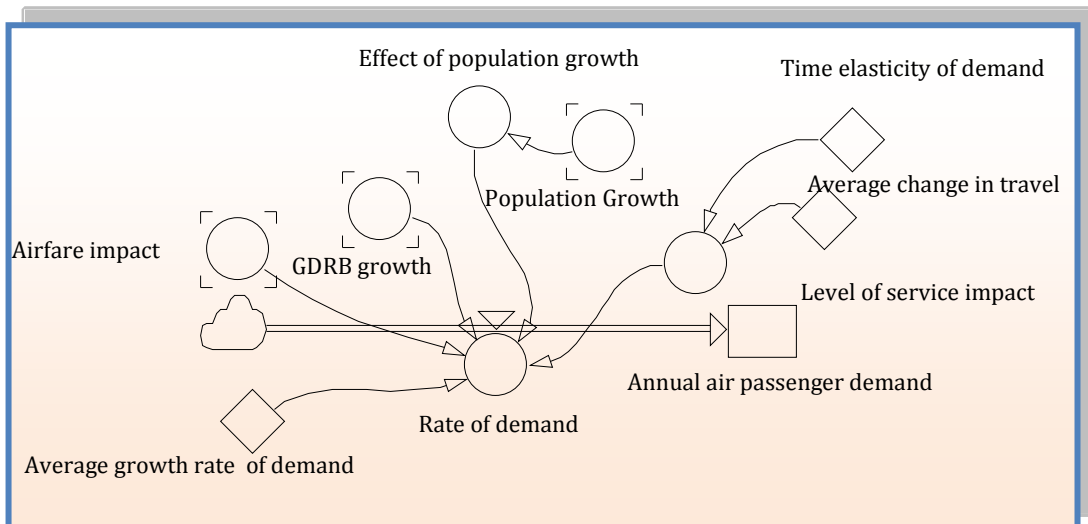 Effect of population growth
Time elasticity of demand
Average change in travel
Population Growth
Airfare impact
GDRB growth
Level of service impact
Annual air passenger demand
Rate of demand
Average growth rate of demand